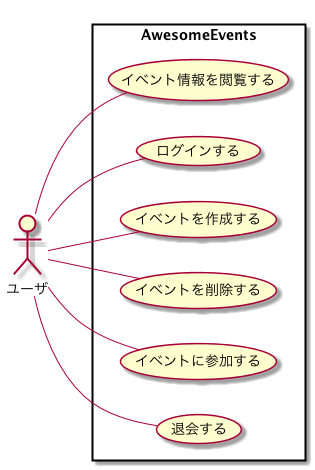 AwesomeEvents
イベント情報を閲覧する
ログインする
イベントを作成する
イベントを削除する
ユーザ
イベントに参加する
退会する